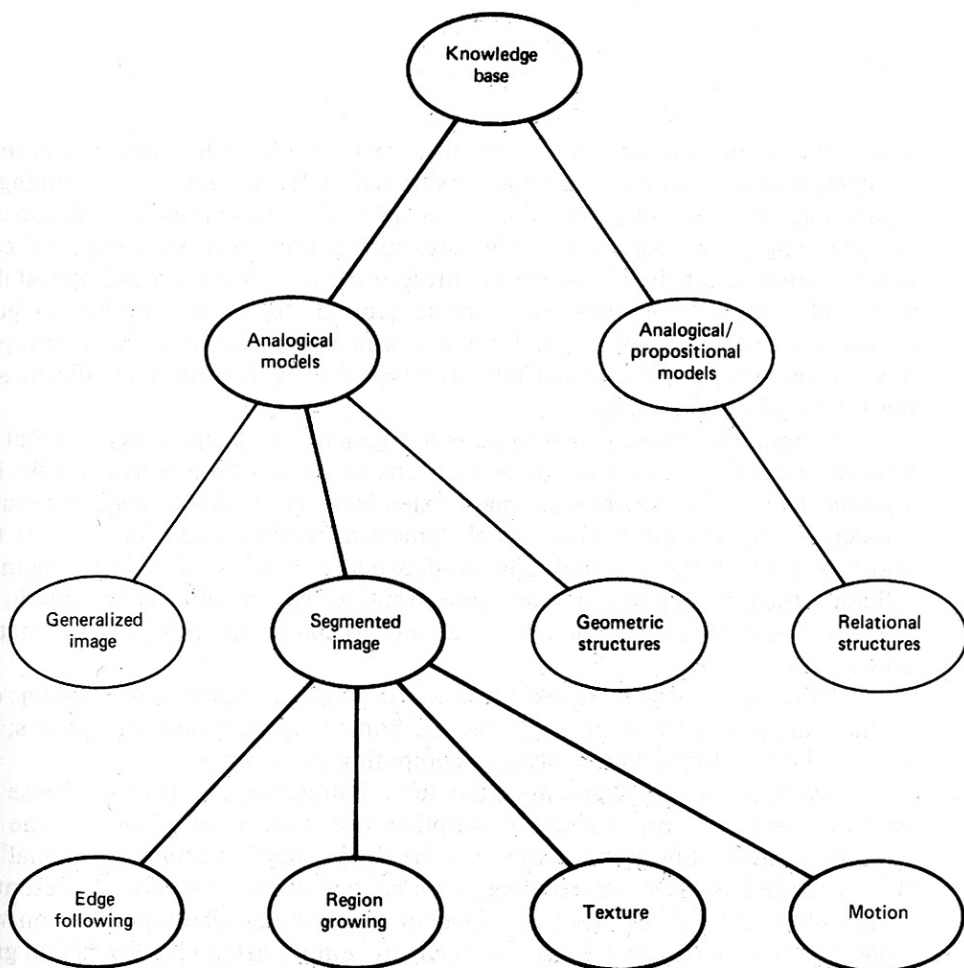 Knowledge
base
Analogical
models
Analogical/
propositional
models
Generalized
image
Segmented
image
Geometric
structures
Relational
structures
Edge
following
Region
growing
Texture
Motion